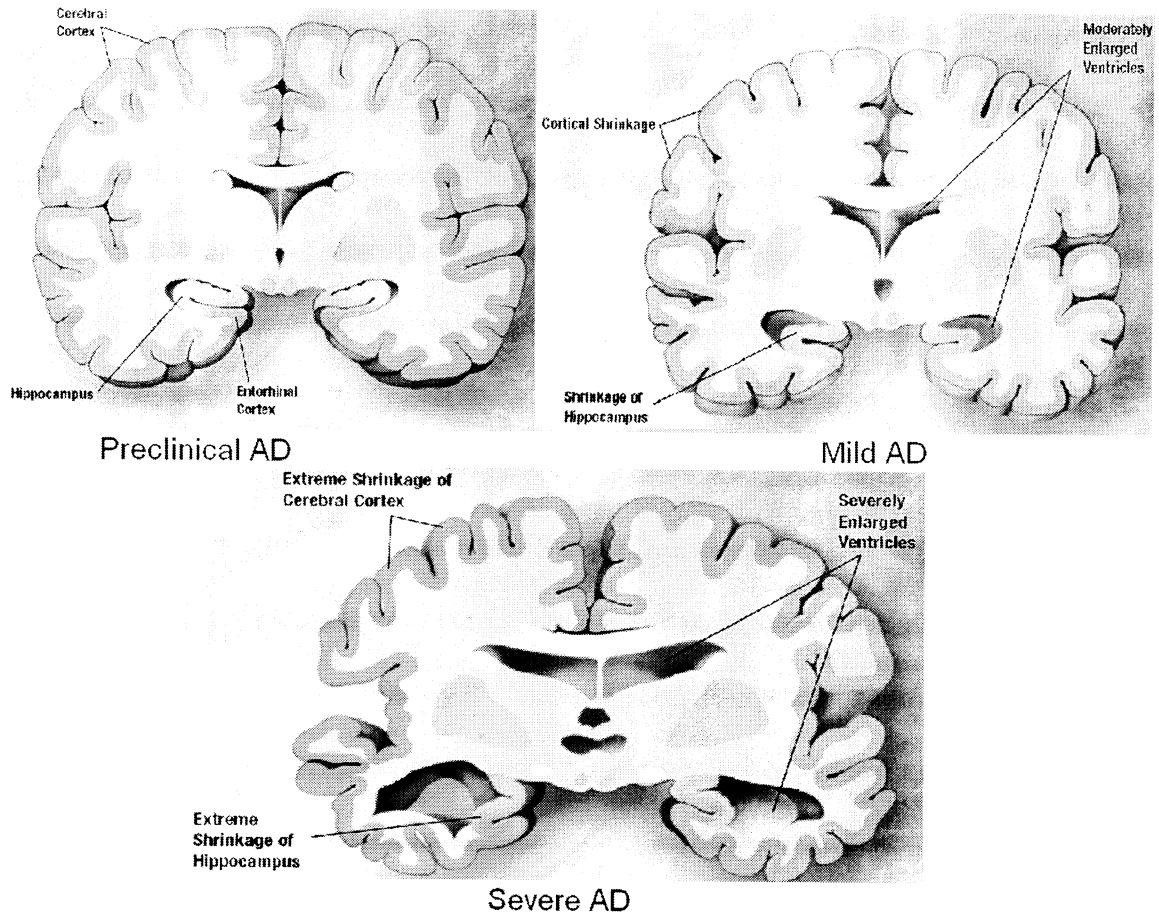 Cerebral
Cortex
Hippocampus
Entorhinal
Cortex
Preclinical AD
Moderately
Enlarged
Ventricles
Cortical Shrinkage
Shrinkage of
Hippocampus
Mild AD
Extreme Shrinkage of
Cerebral Cortex
Severely
Enlarged
Ventricles
Extreme
Shrinkage of
Hippocampus
Severe AD